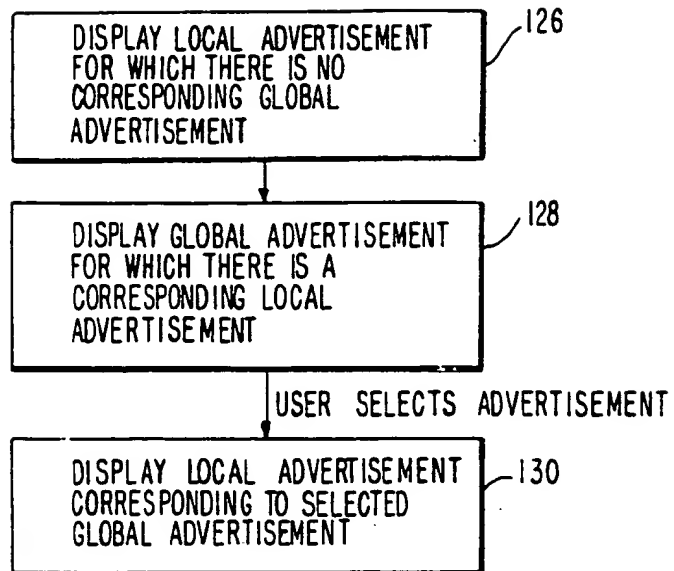 DISPLAY LOCAL ADVERTISEMENT
FOR WHICH THERE IS NO
CORRESPONDING GLOBAL
ADVERTISEMENT
126
DISPLAY GLOBAL ADVERTISEMENT
FOR WHICH THERE IS A
CORRESPONDING LOCAL
ADVERTISEMENT
128
USER SELECTS ADVERTISEMENT
DISPLAY LOCAL ADVERTISEMENT
CORRESPONDING TO SELECTED
GLOBAL ADVERTISEMENT
130